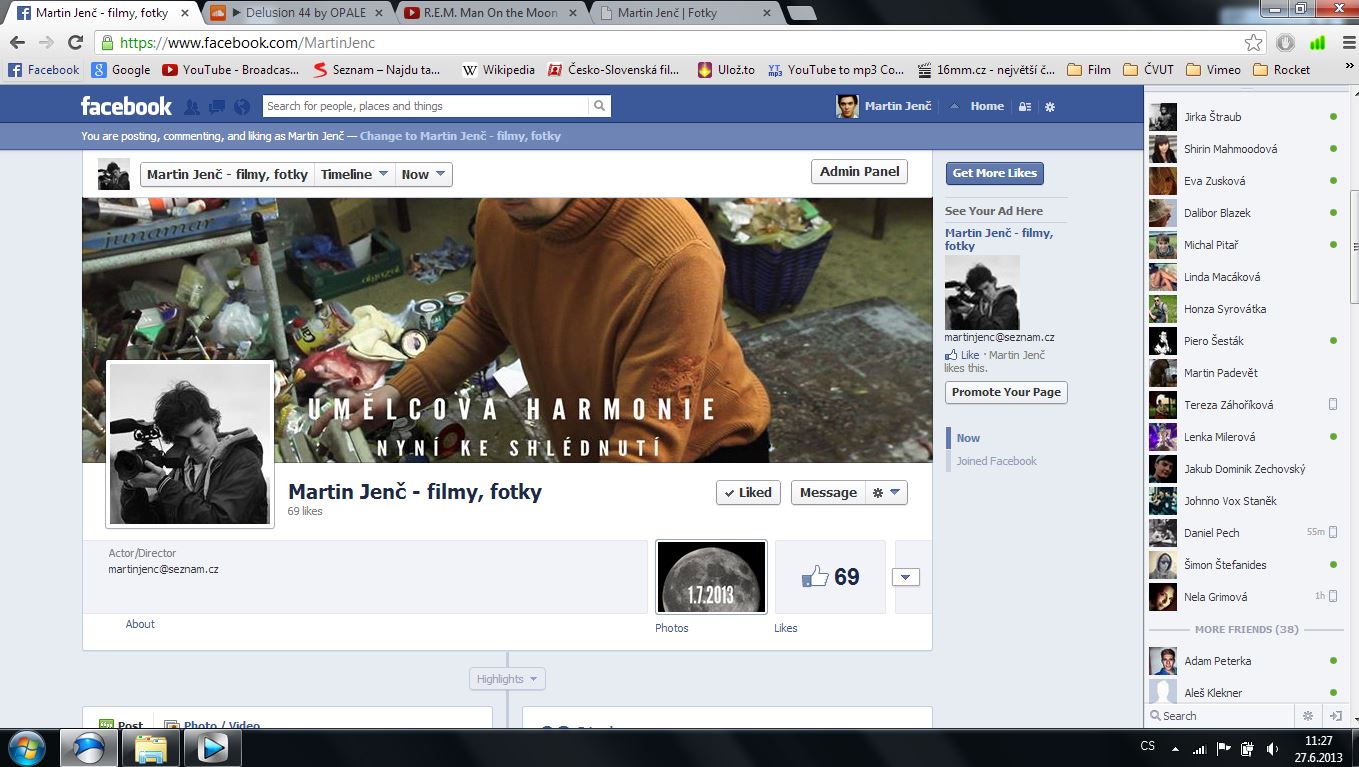 Martin Jenč - filmy, fotky
Delusion 44 by OPALE
R.E.M. Man On the Moon
Martin Jenč | Fotky
https://www.facebook.com/MartinJenc
Facebook
Google
YouTube - Broadcas...
Seznam – Najdu ta...
Wikipedia
Česko-Slovenská fil...
Ulož.to
YouTube to mp3 Co...
16mm.cz - největší č...
Film
ČVUT
Vimeo
Rocket
facebook
Search for people, places and things
Martin Jenč
Home
You are posting, commenting, and liking as Martin Jenč — Change to Martin Jenč - filmy, fotky
Martin Jenč - filmy, fotky
Timeline
Now
Admin Panel
junamar
UMĚLCOVA HARMONIE
NYNÍ KE SHLÉDNUTÍ
Martin Jenč - filmy, fotky
69 likes
Liked
Message
Actor/Director
martinjenc@seznam.cz
About
1.7.2013
Photos
69
Likes
Highlights
Post
Photo / Video
Get More Likes
See Your Ad Here
Martin Jenč - filmy,
fotky
martinjenc@seznam.cz
Like · Martin Jenč
likes this.
Promote Your Page
Now
Joined Facebook
Jirka Štraub
Shirin Mahmoodová
Eva Zusková
Dalibor Blazek
Michal Pitař
Linda Macáková
Honza Syrovátka
Piero Šesták
Martin Padevět
Tereza Záhoříková
Lenka Milerová
Jakub Dominik Zechovský
Johnno Vox Staněk
Daniel Pech 55m
Šimon Štefanides
Nela Grimová 1h
MORE FRIENDS (38)
Adam Peterka
Aleš Klekner
Search
CS
11:27
27.6.2013